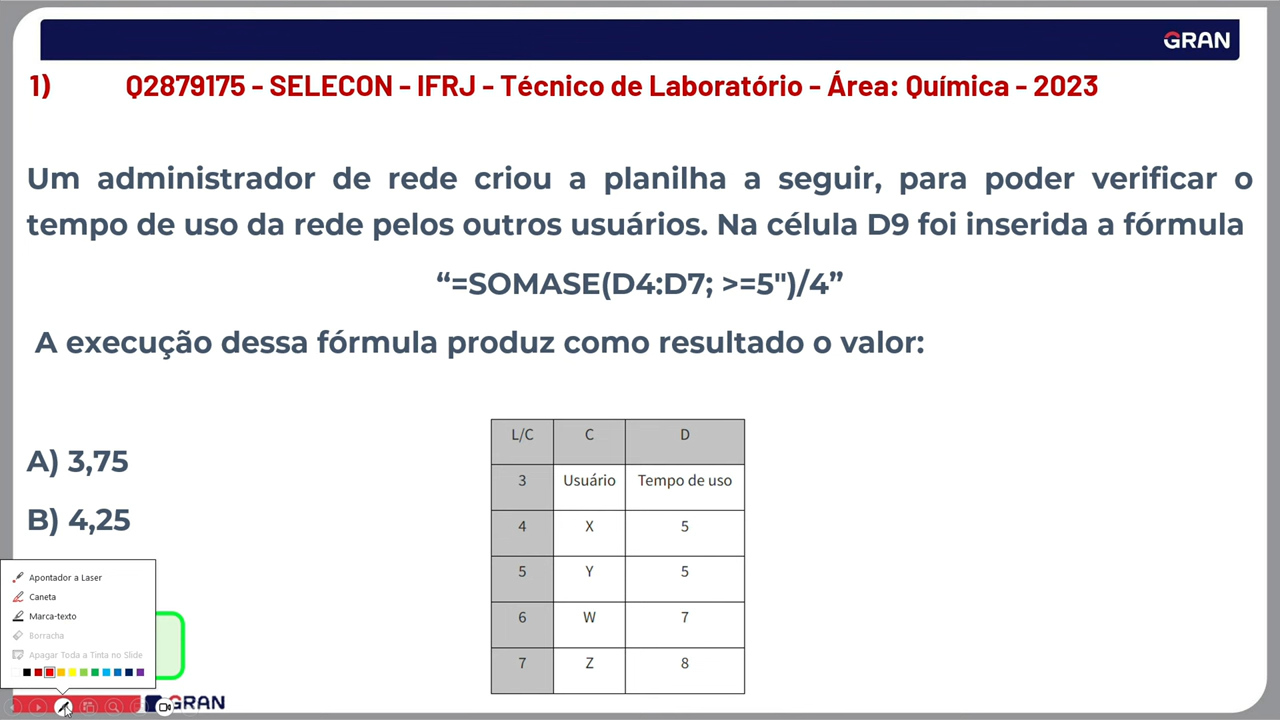 GRAN
1) Q2879175 - SELECON - IFRJ - Técnico de Laboratório - Área: Química - 2023
Um administrador de rede criou a planilha a seguir, para poder verificar o
tempo de uso da rede pelos outros usuários. Na célula D9 foi inserida a fórmula
“=SOMASE(D4:D7; >=5")/4”
A execução dessa fórmula produz como resultado o valor:
A) 3,75
B) 4,25
L/C C D
3 Usuário Tempo de uso
4 X 5
5 Y 5
6 W 7
7 Z 8
Apontador a Laser
Caneta
Marca-texto
Borracha
Apagar Toda a Tinta no Slide
GRAN